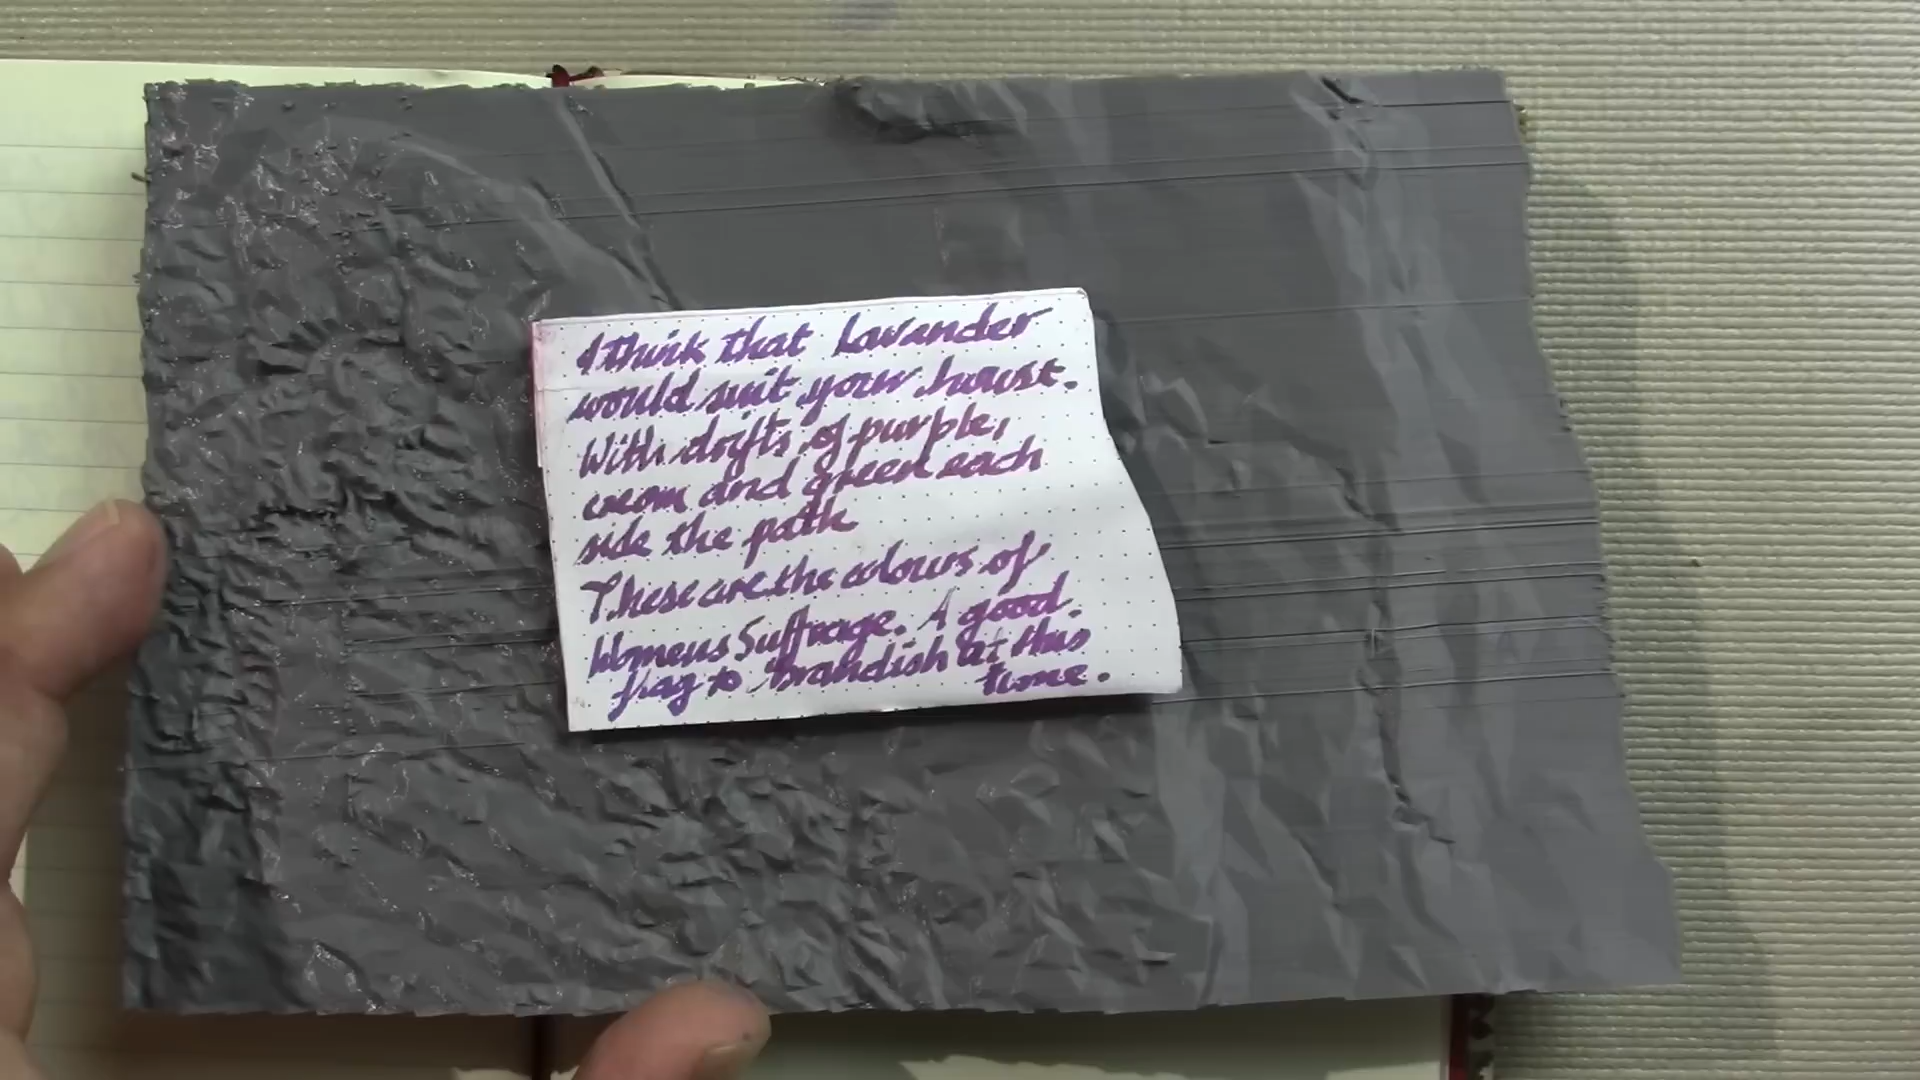 I think that Lavander
would suit your house.
With drifts of purple,
cream and green each
side the path
These are the colours of
Womens Suffrage. A good
flag to brandish at this
time.